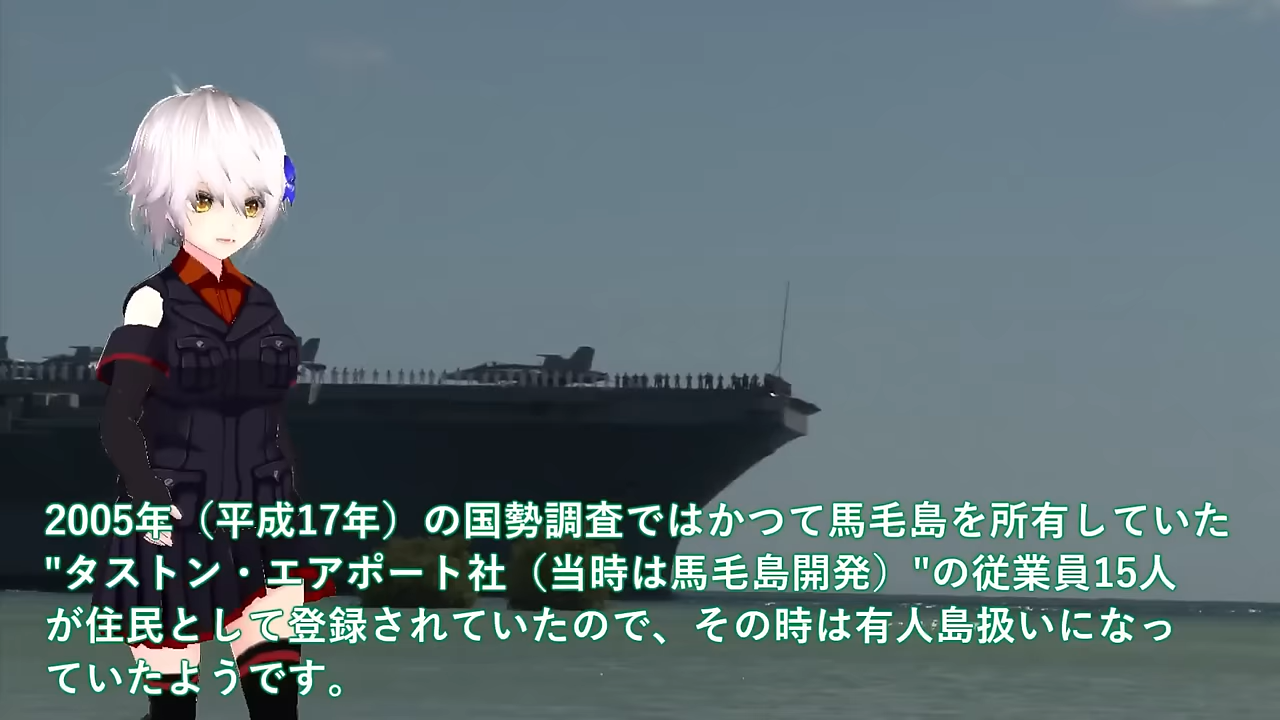 2005年（平成17年）の国勢調査ではかつて馬毛島を所有していた
"タストン・エアポート社（当時は馬毛島開発）"の従業員15人
が住民として登録されていたので、その時は有人島扱いになっ
ていたようです。